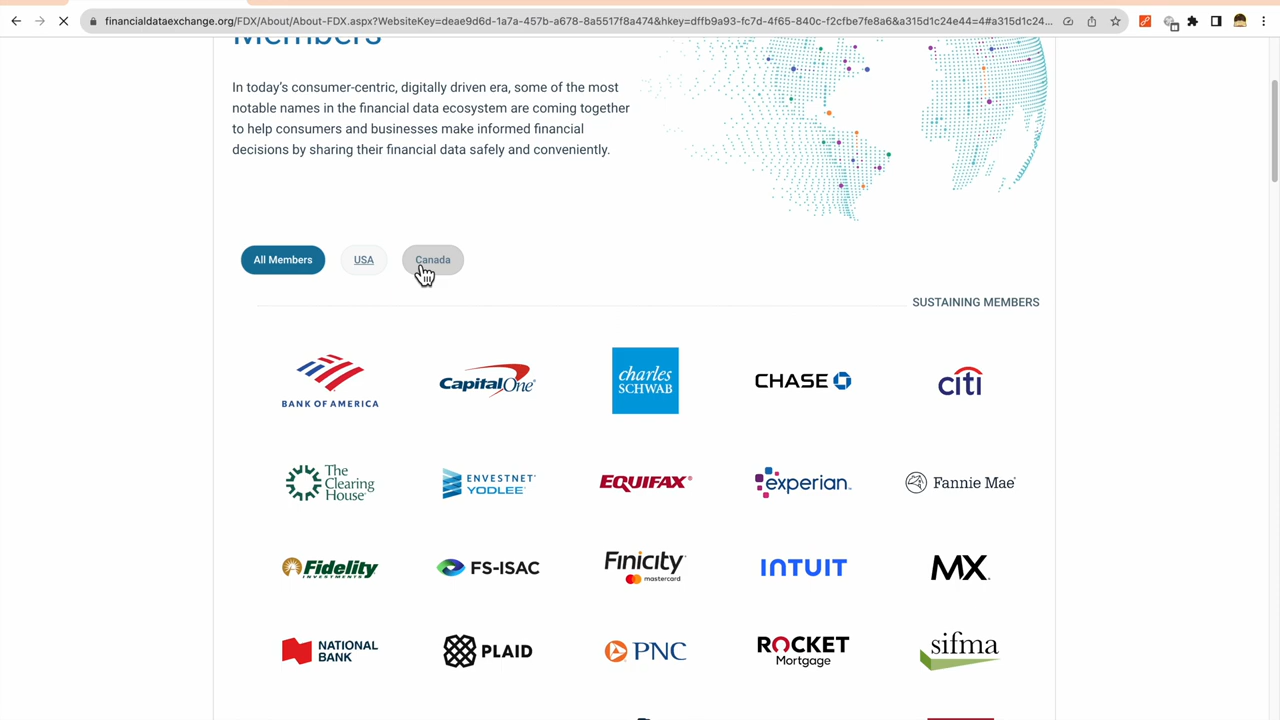 financialdataexchange.org/FDX/About/About-FDX.aspx?WebsiteKey=deae9d6d-1a7a-457b-a678-8a5517f8a474&hkey=dffb9a93-fc7d-4f65-840c-f2cfbe7fe8a6&a315d1c24e44=4#a315d1c24e44...
Members
In today's consumer-centric, digitally driven era, some of the most
notable names in the financial data ecosystem are coming together
to help consumers and businesses make informed financial
decisions by sharing their financial data safely and conveniently.
All Members USA Canada
SUSTAINING MEMBERS
BANK OF AMERICA
Capital One
charles
SCHWAB
CHASE
citi
The
Clearing
House
ENVESTNET
YODLEE
EQUIFAX
experian
Fannie Mae
Fidelity
INVESTMENTS
FS-ISAC
Finicity
mastercard
INTUIT
MX
NATIONAL
BANK
PLAID
PNC
ROCKET
Mortgage
sifma